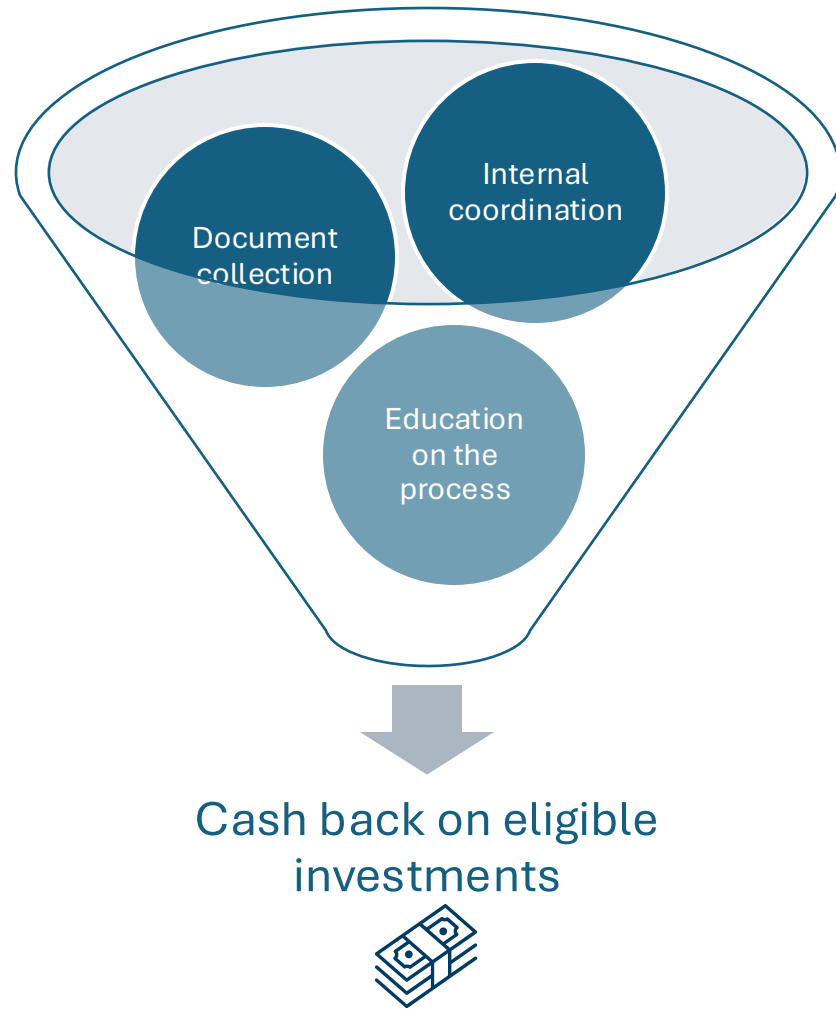 Internal
coordination
Document
collection
Education
on the
process
Cash back on eligible
investments